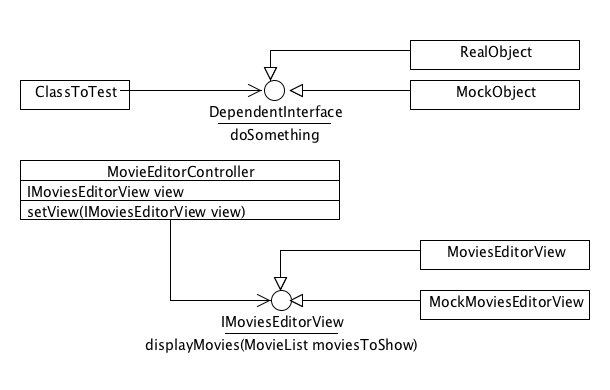 RealObject
ClassToTest
MockObject
DependentInterface
doSomething
MovieEditorController
IMoviesEditorView view
setView(IMoviesEditorView view)
MoviesEditorView
MockMoviesEditorView
IMoviesEditorView
displayMovies(MovieList moviesToShow)